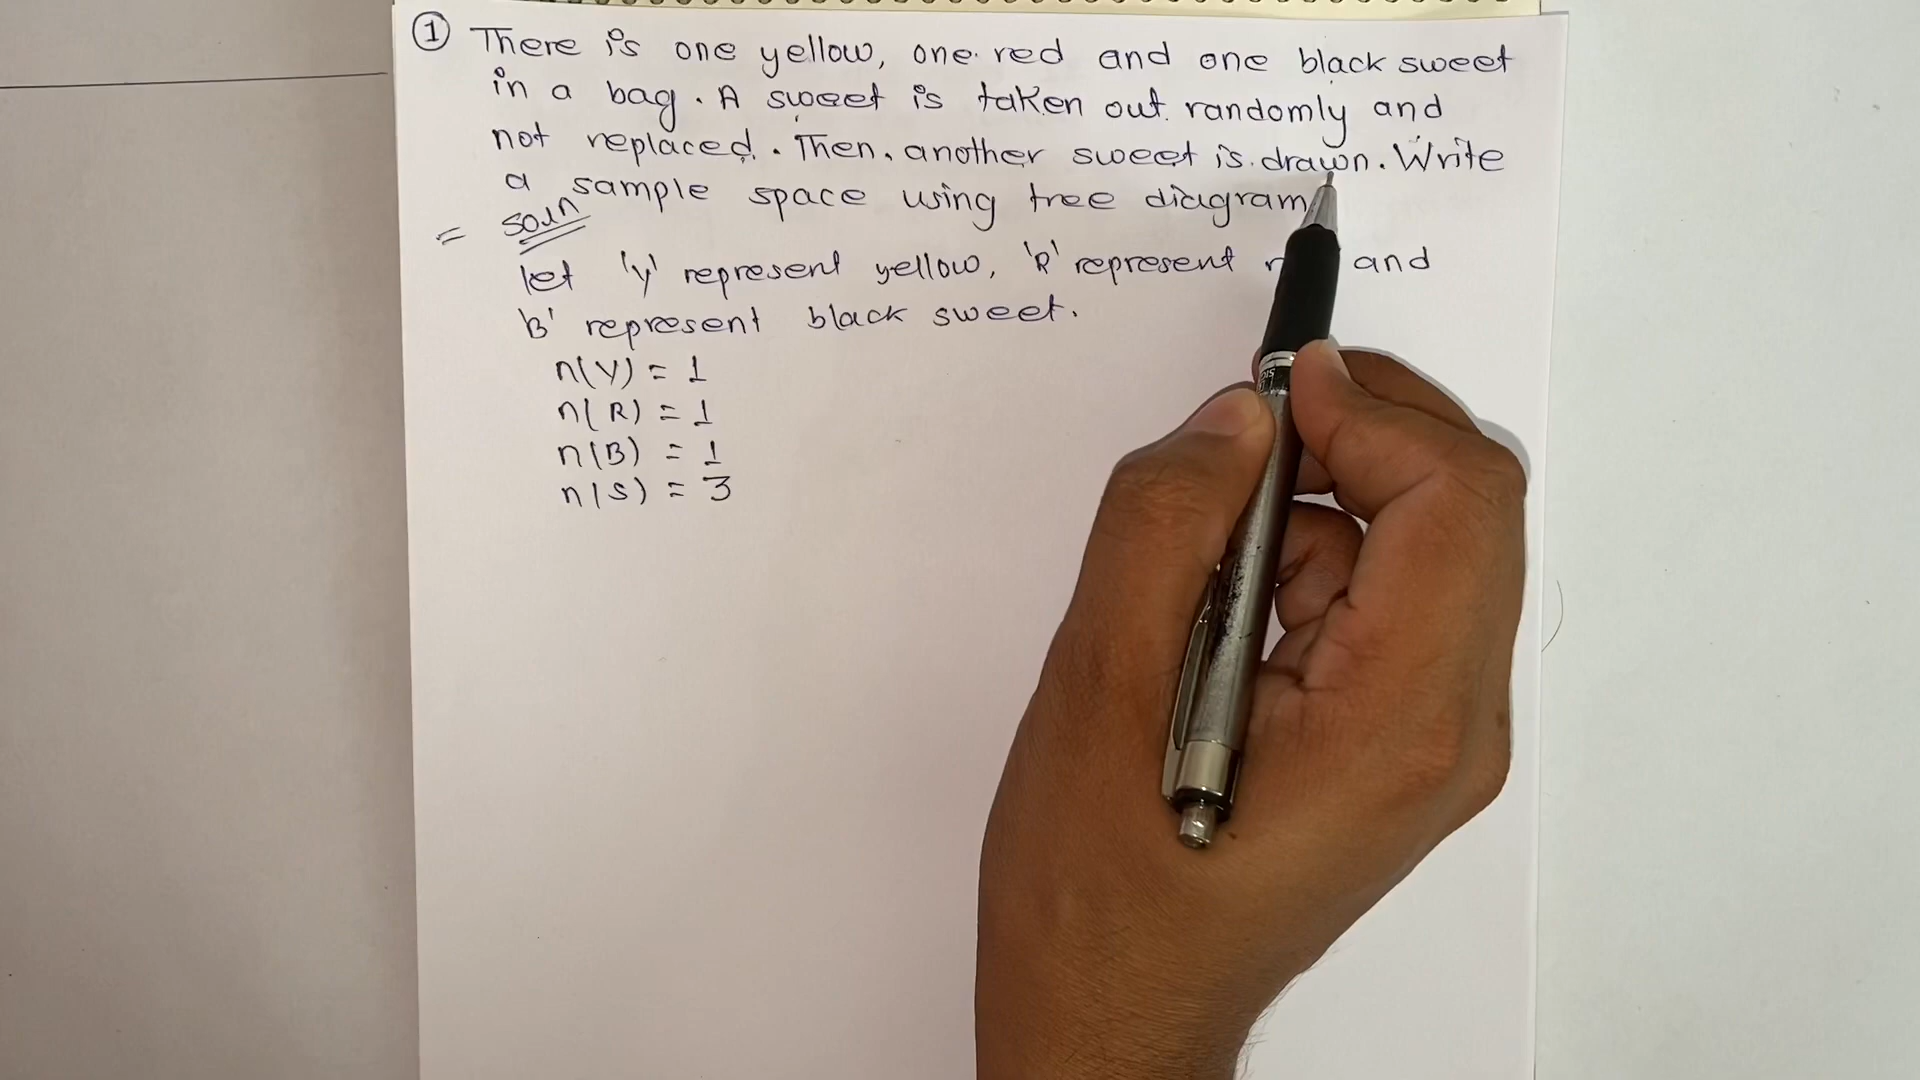 ① There is one yellow, one red and one black sweet
in a bag. A sweet is taken out randomly and
not replaced. Then, another sweet is drawn. Write
a sample space using tree diagram
= Soln
let 'Y' represent yellow, 'R' represent and
'B' represent black sweet.
n(Y) = 1
n(R) = 1
n(B) = 1
n(S) = 3